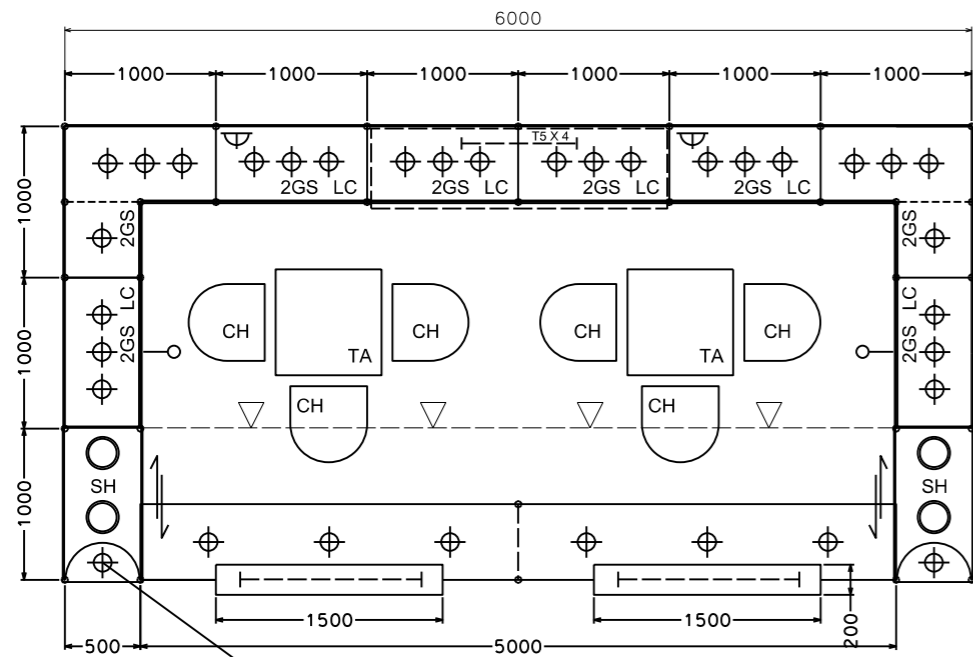 6000
1000 1000 1000 1000 1000 1000
T5 X 4
2GS LC 2GS LC 2GS LC 2GS LC
1000
2GS
2GS
LC
2GS
LC
2GS
1000
CH CH CH CH
TA TA
CH CH
SH SH
1000
1500 1500
200
500 5000